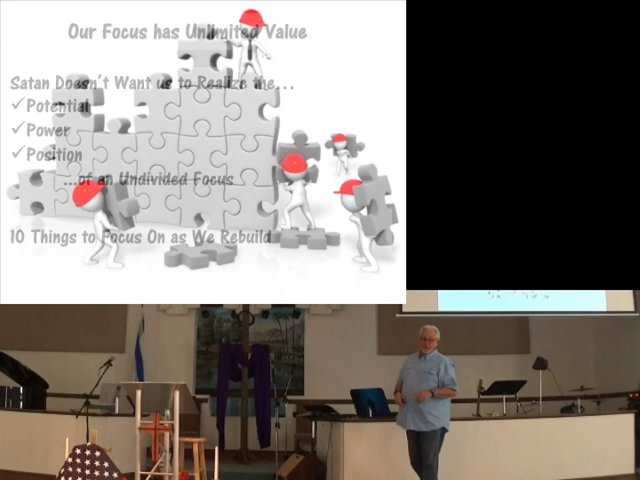 Our Focus has Unlimited Value
Satan Doesn't Want us to Realize the...
✓Potential
✓Power
✓Position
...of an Undivided Focus
10 Things to Focus On as We Rebuild